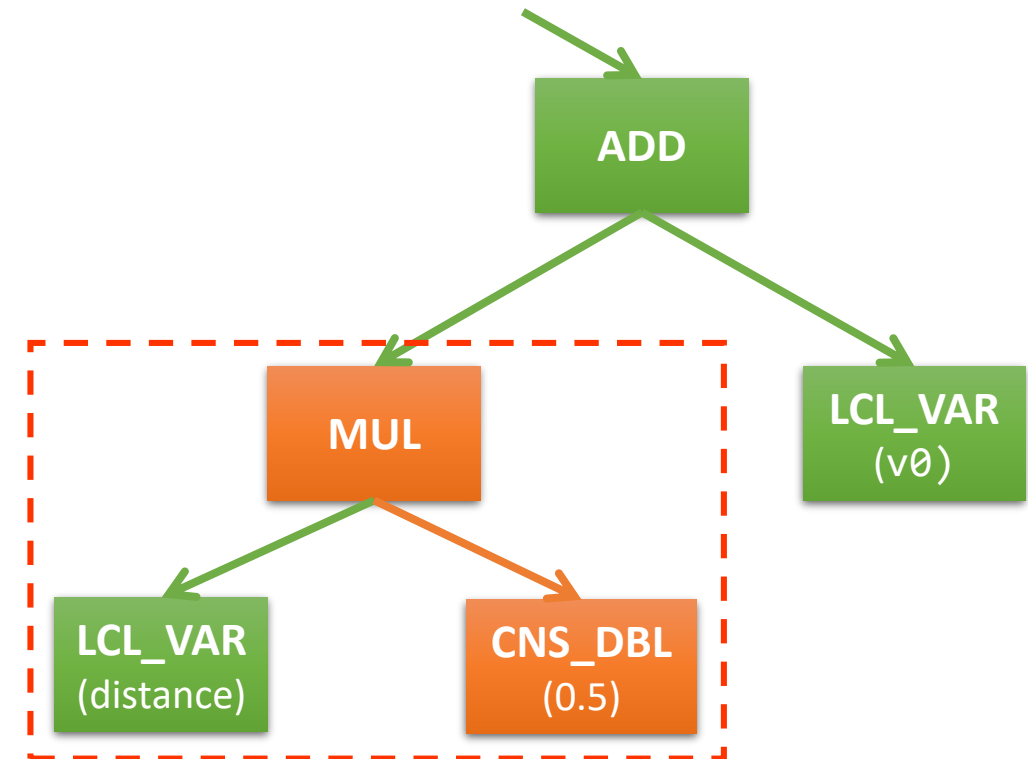 ADD
MUL
LCL_VAR
(v0)
LCL_VAR
(distance)
CNS_DBL
(0.5)